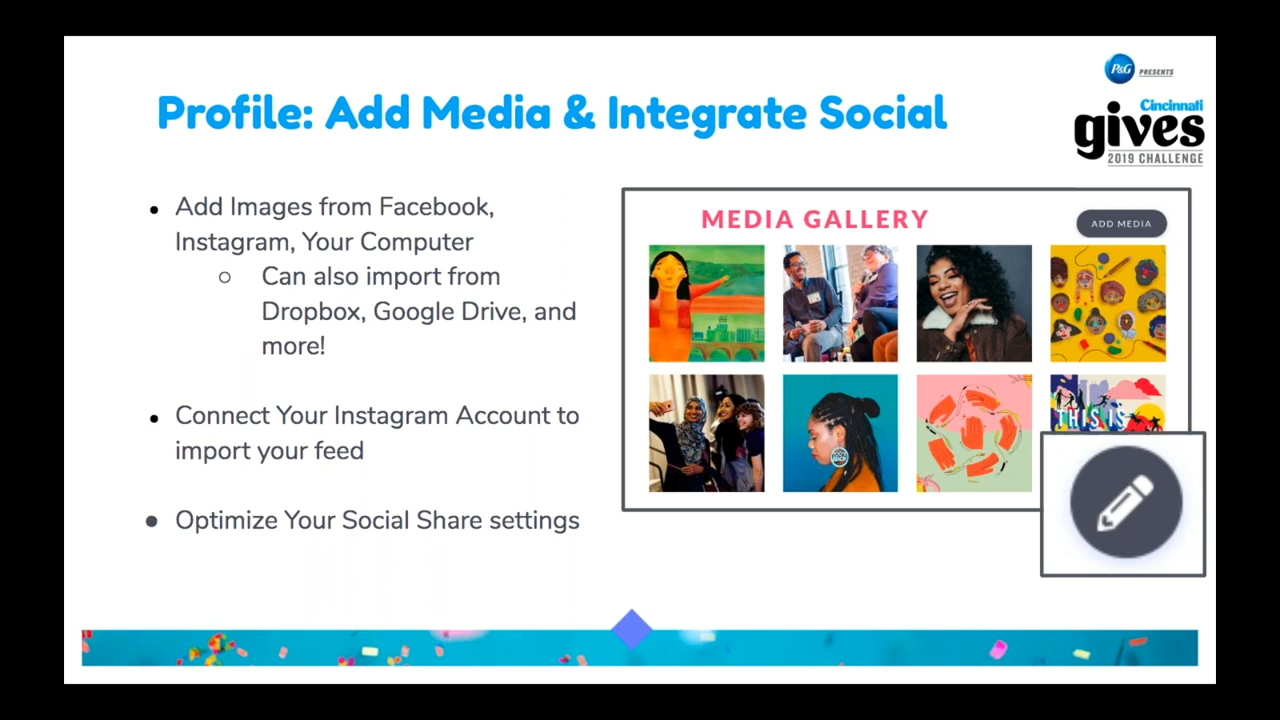 P&G PRESENTS
Profile: Add Media & Integrate Social
Cincinnati
gives
2019 CHALLENGE
Add Images from Facebook,
Instagram, Your Computer
Can also import from
Dropbox, Google Drive, and
more!
Connect Your Instagram Account to
import your feed
Optimize Your Social Share settings
MEDIA GALLERY
ADD MEDIA
THIS IS